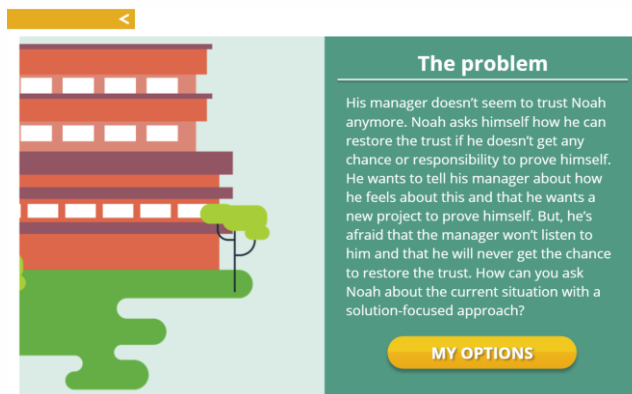 The problem
His manager doesn't seem to trust Noah
anymore. Noah asks himself how he can
restore the trust if he doesn't get any
chance or responsibility to prove himself.
He wants to tell his manager about how
he feels about this and that he wants a
new project to prove himself. But, he's
afraid that the manager won't listen to
him and that he will never get the chance
to restore the trust. How can you ask
Noah about the current situation with a
solution-focused approach?
MY OPTIONS